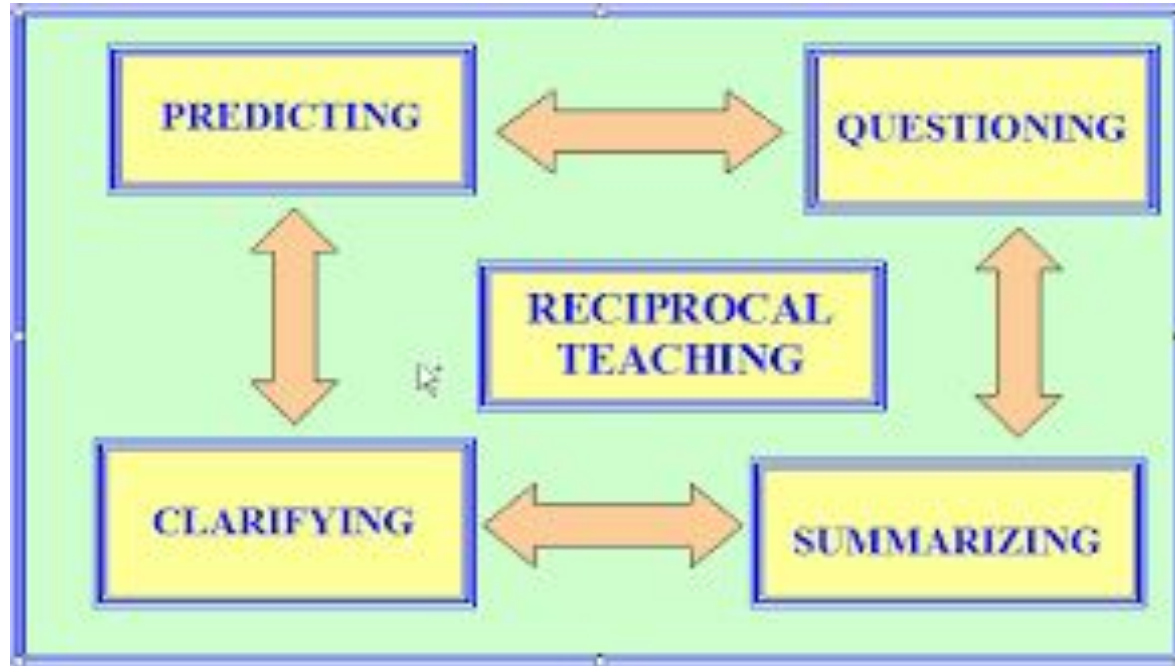 PREDICTING
QUESTIONING
RECIPROCAL
TEACHING
CLARIFYING
SUMMARIZING